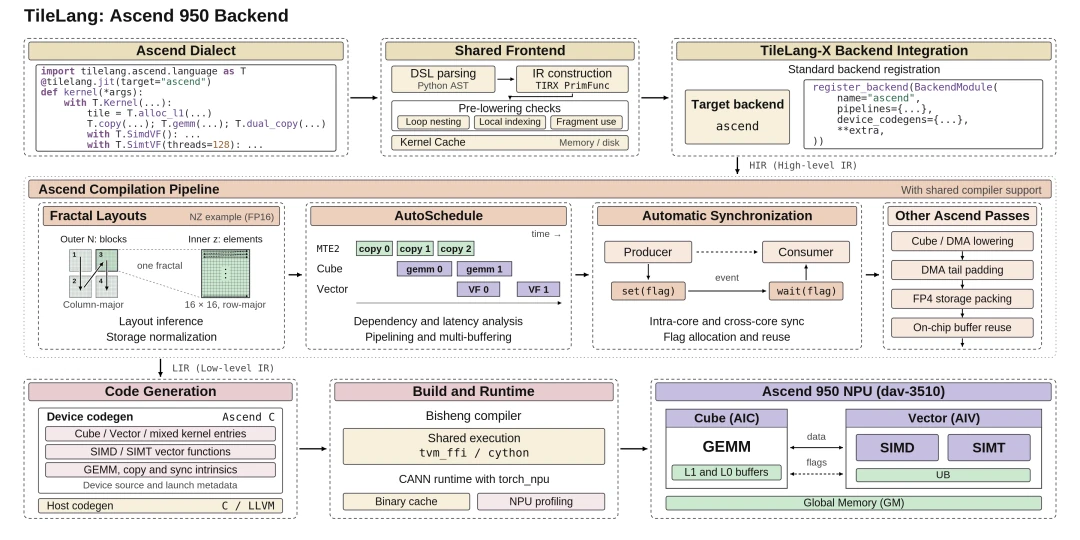 TileLang: Ascend 950 Backend
Ascend Dialect
import tilelang.ascend.language as T
@tilelang.jit(target="ascend")
def kernel(*args):
    with T.Kernel(...):
        tile = T.alloc_l1(...)
        T.copy(...); T.gemm(...); T.dual_copy(...)
        with T.SimdVF(): ...
        with T.SimtVF(threads=128): ...
Shared Frontend
DSL parsing
Python AST
IR construction
TIRX PrimFunc
Pre-lowering checks
Loop nesting
Local indexing
Fragment use
Kernel Cache
Memory / disk
TileLang-X Backend Integration
Standard backend registration
Target backend
ascend
register_backend(BackendModule(
    name="ascend",
    pipelines={...},
    device_codegens={...},
    **extra,
))
HIR (High-level IR)
Ascend Compilation Pipeline
With shared compiler support
Fractal Layouts
NZ example (FP16)
Outer N: blocks
Inner z: elements
1
3
2
4
one fractal
Column-major
16 × 16, row-major
Layout inference
Storage normalization
AutoSchedule
time →
MTE2
copy 0
copy 1
copy 2
Cube
gemm 0
gemm 1
Vector
VF 0
VF 1
Dependency and latency analysis
Pipelining and multi-buffering
Automatic Synchronization
Producer
Consumer
event
set(flag)
wait(flag)
Intra-core and cross-core sync
Flag allocation and reuse
Other Ascend Passes
Cube / DMA lowering
DMA tail padding
FP4 storage packing
On-chip buffer reuse
LIR (Low-level IR)
Code Generation
Device codegen
Ascend C
Cube / Vector / mixed kernel entries
SIMD / SIMT vector functions
GEMM, copy and sync intrinsics
Device source and launch metadata
Host codegen
C / LLVM
Build and Runtime
Bisheng compiler
Shared execution
tvm_ffi / cython
CANN runtime with torch_npu
Binary cache
NPU profiling
Ascend 950 NPU (dav-3510)
Cube (AIC)
GEMM
L1 and L0 buffers
data
flags
Vector (AIV)
SIMD
SIMT
UB
Global Memory (GM)